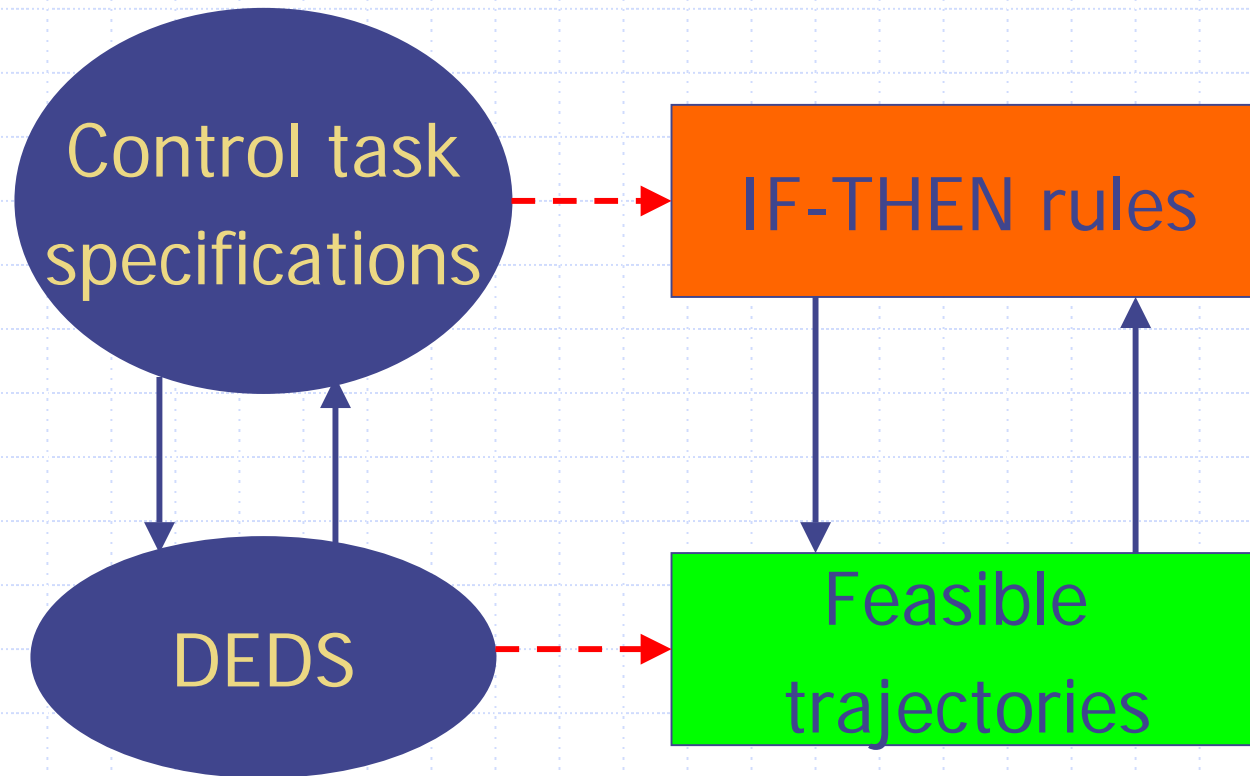 Control task
specifications
IF-THEN rules
DEDS
Feasible
trajectories